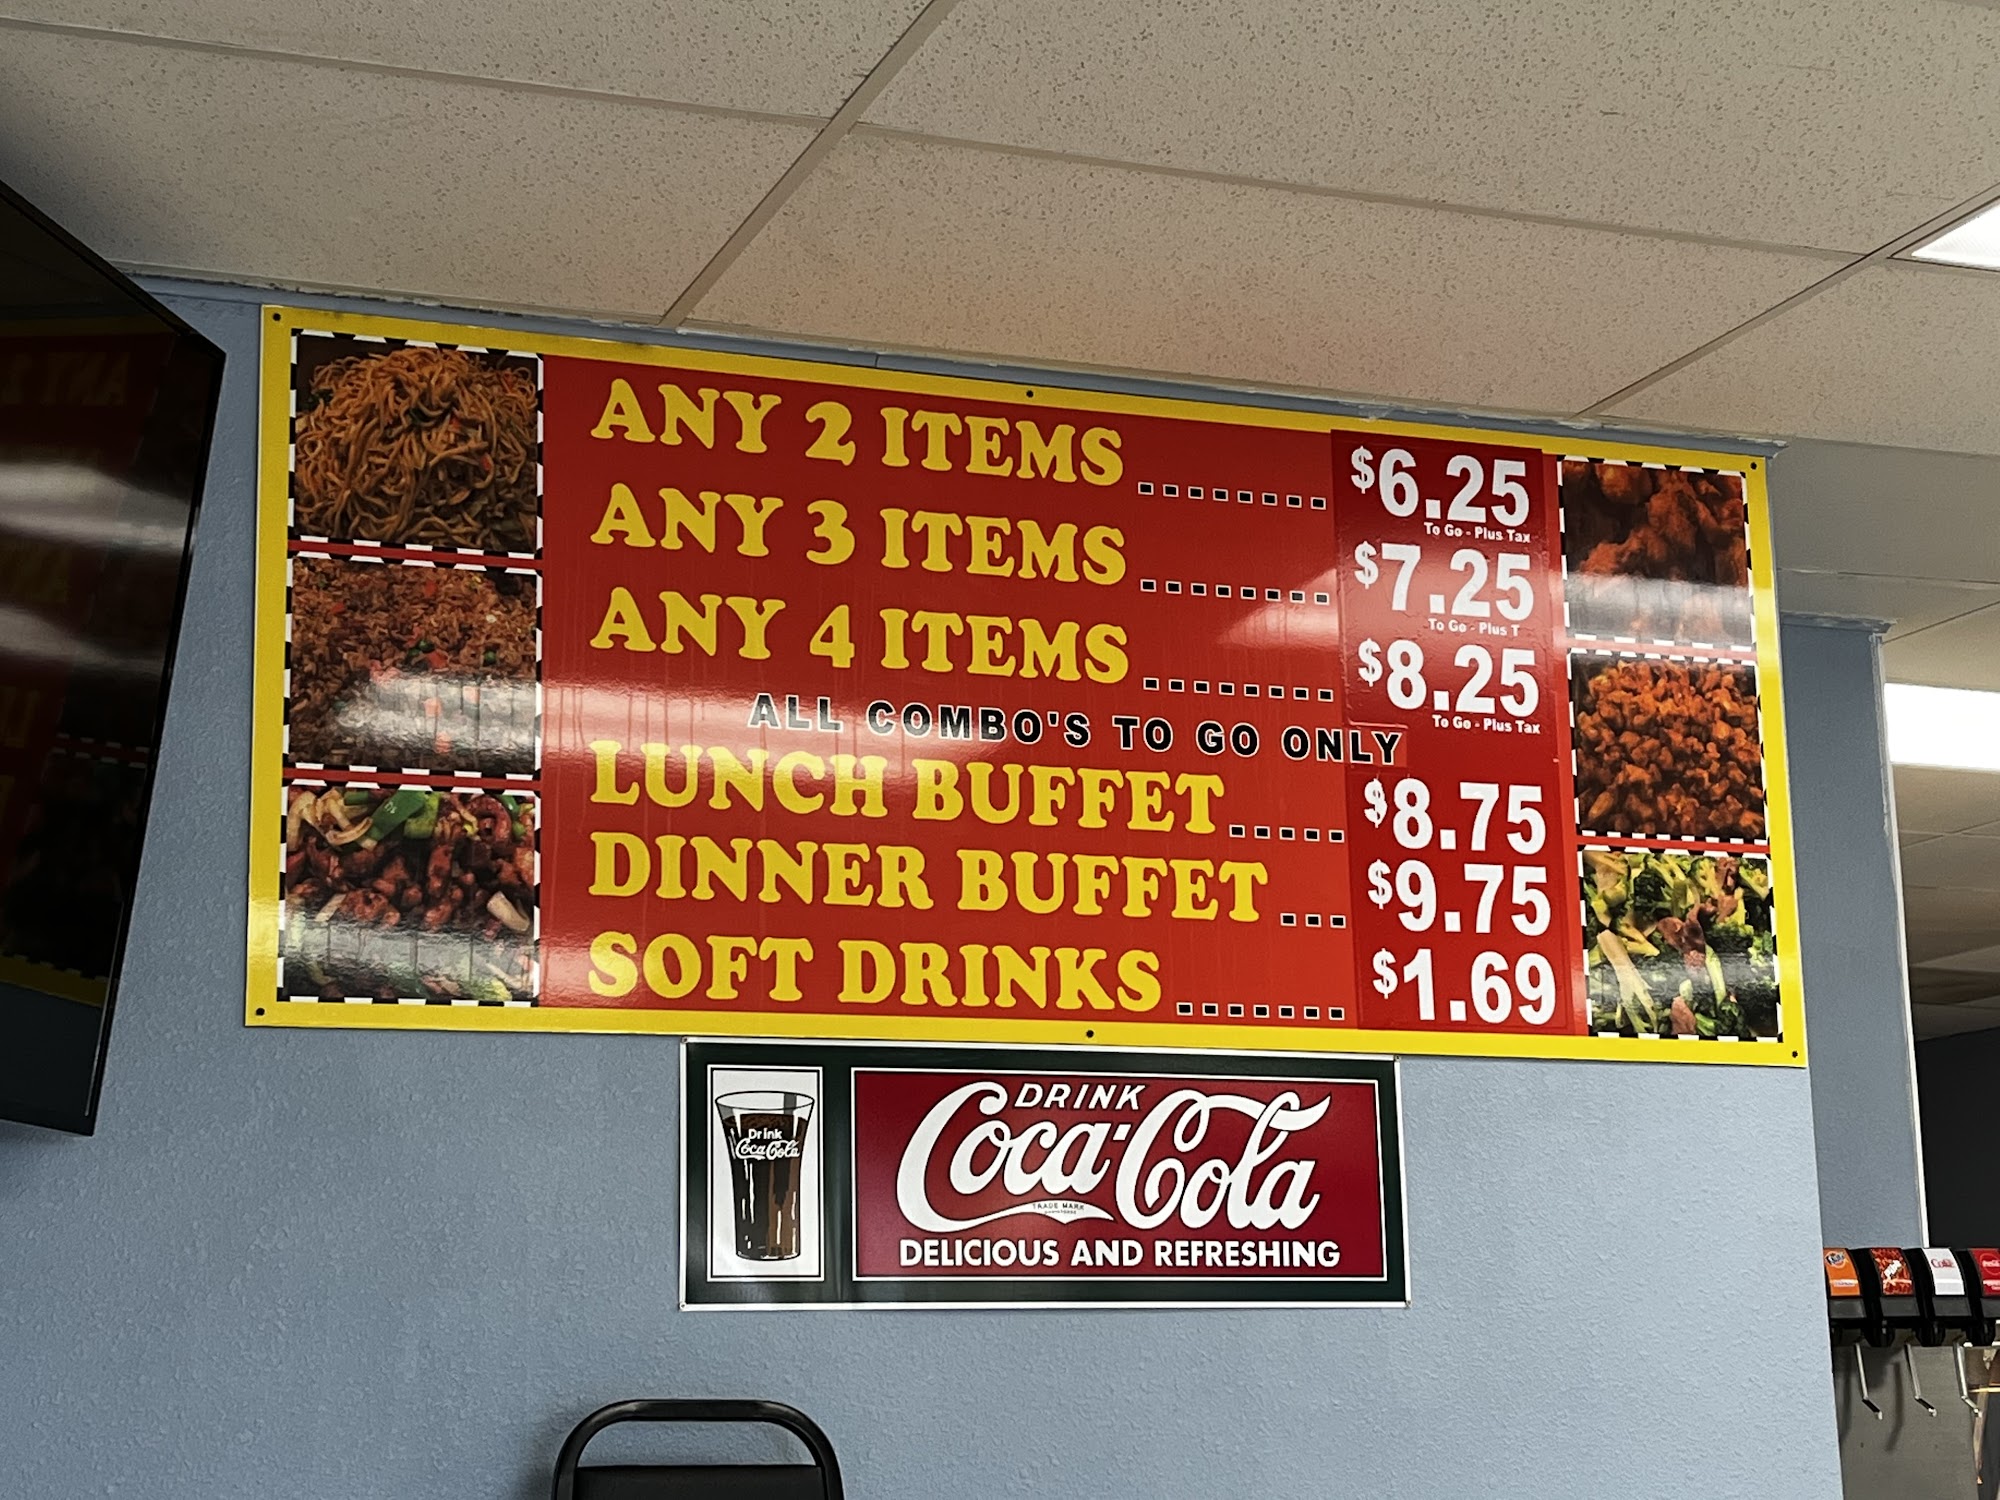 ANY 2 ITEMS ........ $6.25
To Go - Plus Tax
ANY 3 ITEMS ........ $7.25
To Go - Plus T
ANY 4 ITEMS ........ $8.25
To Go - Plus Tax
ALL COMBO'S TO GO ONLY
LUNCH BUFFET ..... $8.75
DINNER BUFFET ... $9.75
SOFT DRINKS ....... $1.69
Drink
Coca-Cola
DRINK
Coca-Cola
TRADE MARK
DELICIOUS AND REFRESHING